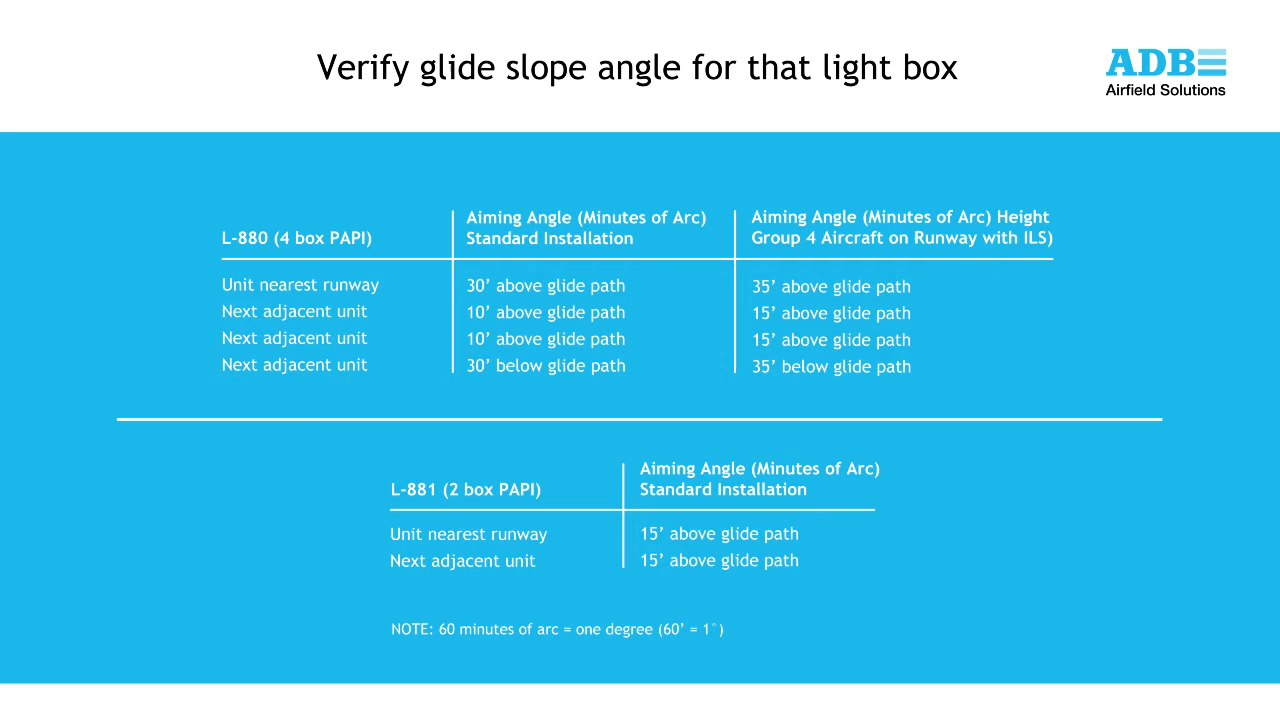 Verify glide slope angle for that light box
ADB
Airfield Solutions
L-880 (4 box PAPI)
Aiming Angle (Minutes of Arc)
Standard Installation
Aiming Angle (Minutes of Arc) Height
Group 4 Aircraft on Runway with ILS)
Unit nearest runway
30’ above glide path
35’ above glide path
Next adjacent unit
10’ above glide path
15’ above glide path
Next adjacent unit
10’ above glide path
15’ above glide path
Next adjacent unit
30’ below glide path
35’ below glide path
L-881 (2 box PAPI)
Aiming Angle (Minutes of Arc)
Standard Installation
Unit nearest runway
15’ above glide path
Next adjacent unit
15’ above glide path
NOTE: 60 minutes of arc = one degree (60’ = 1°)